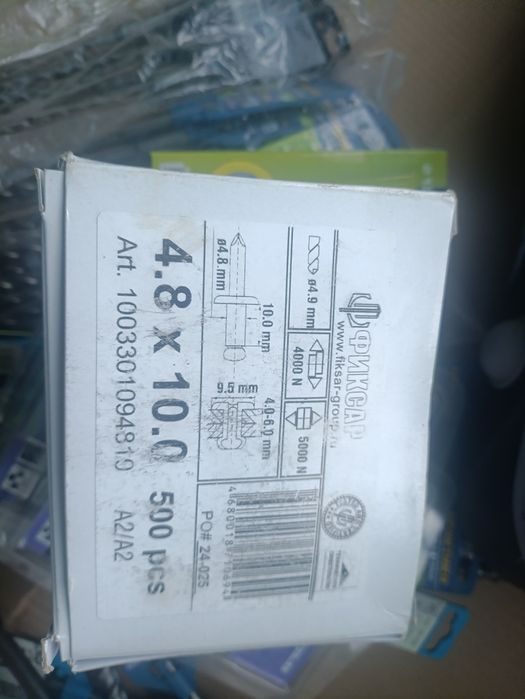 ФИКСАР
www.fiksar-group.ru
ø4.9 mm
4000 N
5000 N
ø4.8 mm
10.0 mm
9.5 mm
4.0-6.0 mm
PO# 24-025
4.8 x 10.0 500 pcs
Art. 1003301094810 A2/A2